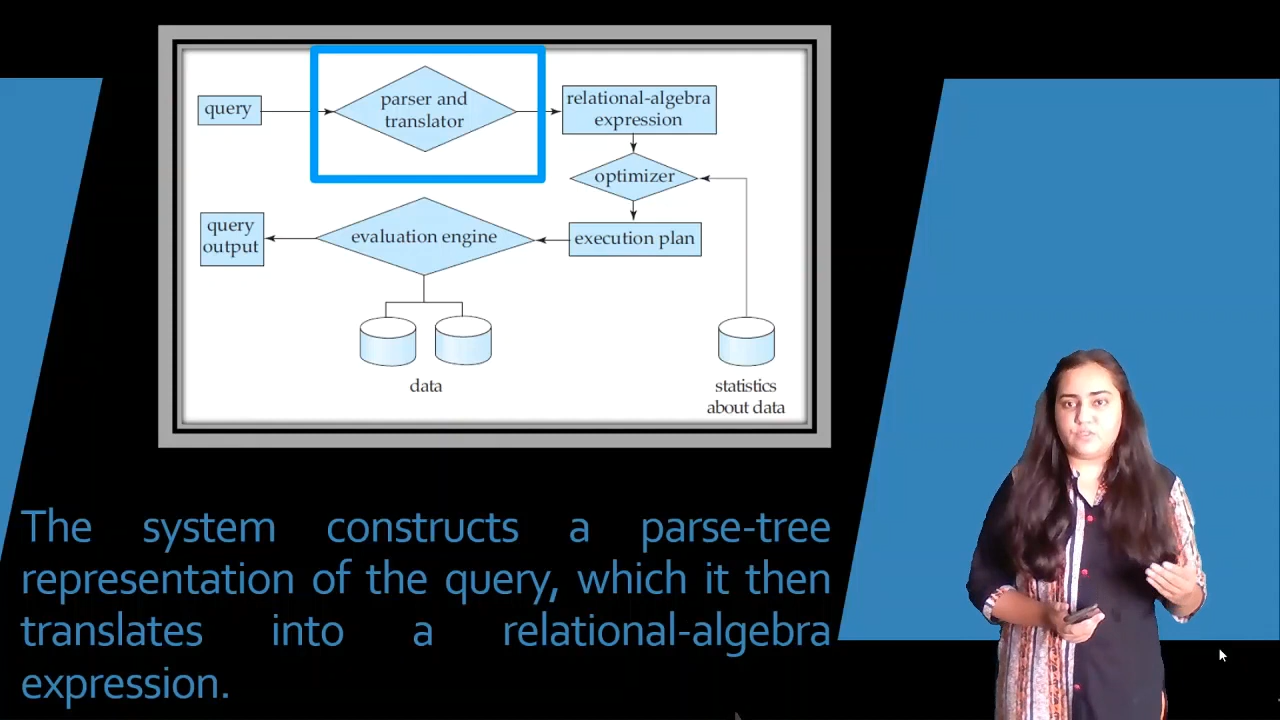 query
parser and
translator
relational-algebra
expression
optimizer
query
output
evaluation engine
execution plan
data
statistics
about data
The system constructs a parse-tree
representation of the query, which it then
translates into a relational-algebra
expression.